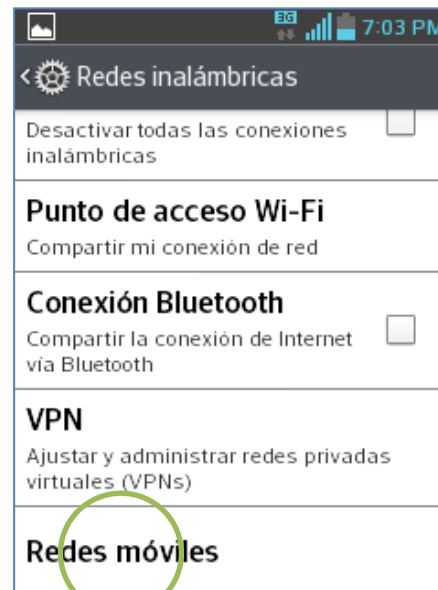 3G 7:03 PM
Redes inalámbricas
Desactivar todas las conexiones
inalámbricas
Punto de acceso Wi-Fi
Compartir mi conexión de red
Conexión Bluetooth
Compartir la conexión de Internet
vía Bluetooth
VPN
Ajustar y administrar redes privadas
virtuales (VPNs)
Redes móviles